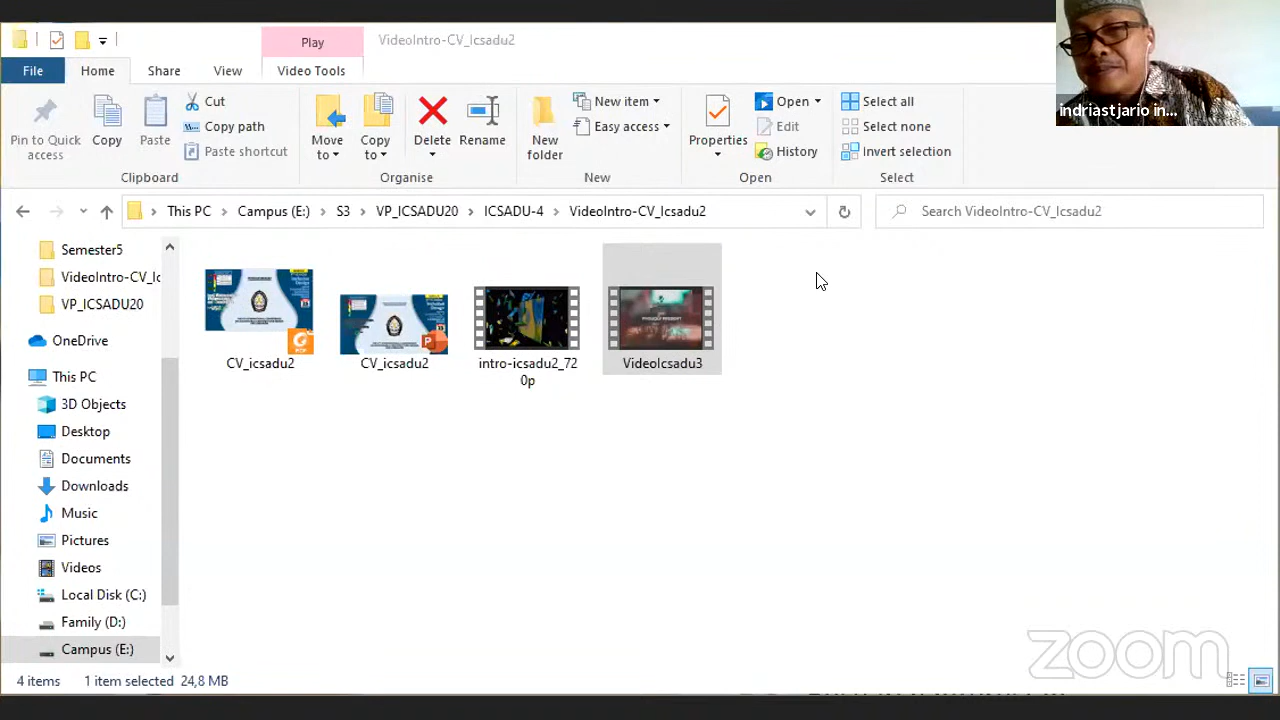 Play
VideoIntro-CV_Icsadu2
File
Home
Share
View
Video Tools
Pin to Quick
access
Copy
Paste
Cut
Copy path
Paste shortcut
Clipboard
Move
to
Copy
to
Delete
Rename
Organise
New
folder
New item
Easy access
New
Properties
Open
Edit
History
Open
Select all
Select none
Invert selection
Select
indriastjario in...
This PC
Campus (E:)
S3
VP_ICSADU20
ICSADU-4
VideoIntro-CV_Icsadu2
Search VideoIntro-CV_Icsadu2
Semester5
VideoIntro-CV_Ic
VP_ICSADU20
OneDrive
This PC
3D Objects
Desktop
Documents
Downloads
Music
Pictures
Videos
Local Disk (C:)
Family (D:)
Campus (E:)
CV_icsadu2
CV_icsadu2
intro-icsadu2_72
0p
VideoIcsadu3
4 items
1 item selected 24,8 MB
zoom